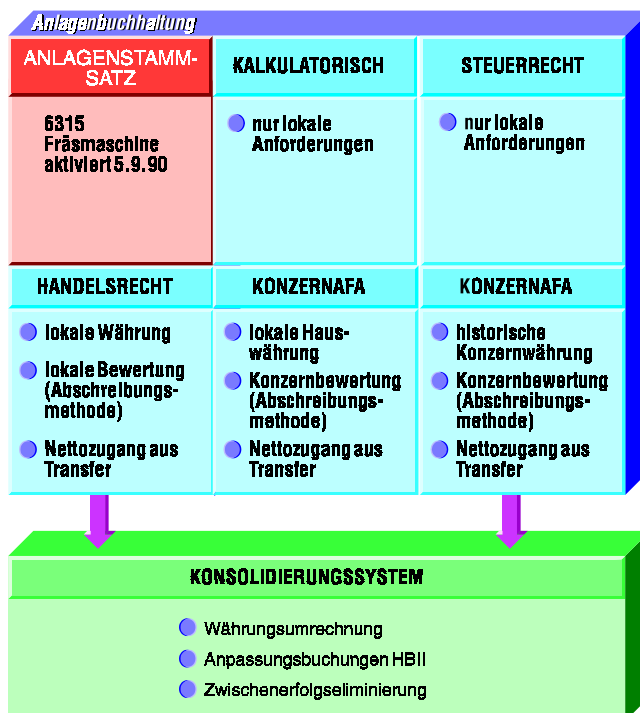 Anlagenbuchhaltung
ANLAGENSTAMM-
SATZ
6315
Fräsmaschine
aktiviert 5.9.90
KALKULATORISCH
nur lokale
Anforderungen
STEUERRECHT
nur lokale
Anforderungen
HANDELSRECHT
lokale Währung
lokale Bewertung
(Abschreibungs-
methode)
Nettozugang aus
Transfer
KONZERNAFA
lokale Haus-
währung
Konzernbewertung
(Abschreibungs-
methode)
Nettozugang aus
Transfer
KONZERNAFA
historische
Konzernwährung
Konzernbewertung
(Abschreibungs-
methode)
Nettozugang aus
Transfer
KONSOLIDIERUNGSSYSTEM
Währungsumrechnung
Anpassungsbuchungen HBII
Zwischenerfolgseliminierung